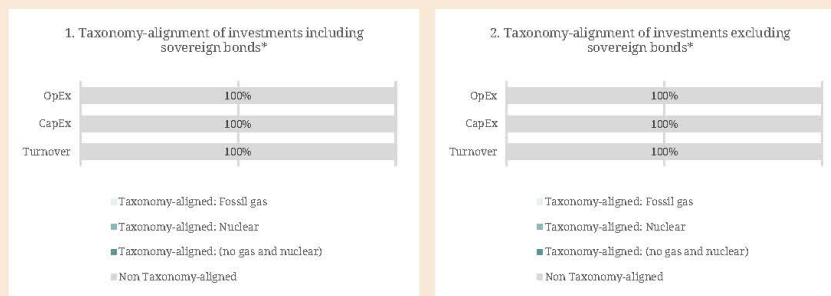 1. Taxonomy-alignment of investments including
sovereign bonds*
OpEx
100%
CapEx
100%
Turnover
100%
Taxonomy-aligned: Fossil gas
Taxonomy-aligned: Nuclear
Taxonomy-aligned: (no gas and nuclear)
Non Taxonomy-aligned
2. Taxonomy-alignment of investments excluding
sovereign bonds*
OpEx
100%
CapEx
100%
Turnover
100%
Taxonomy-aligned: Fossil gas
Taxonomy-aligned: Nuclear
Taxonomy-aligned: (no gas and nuclear)
Non Taxonomy-aligned